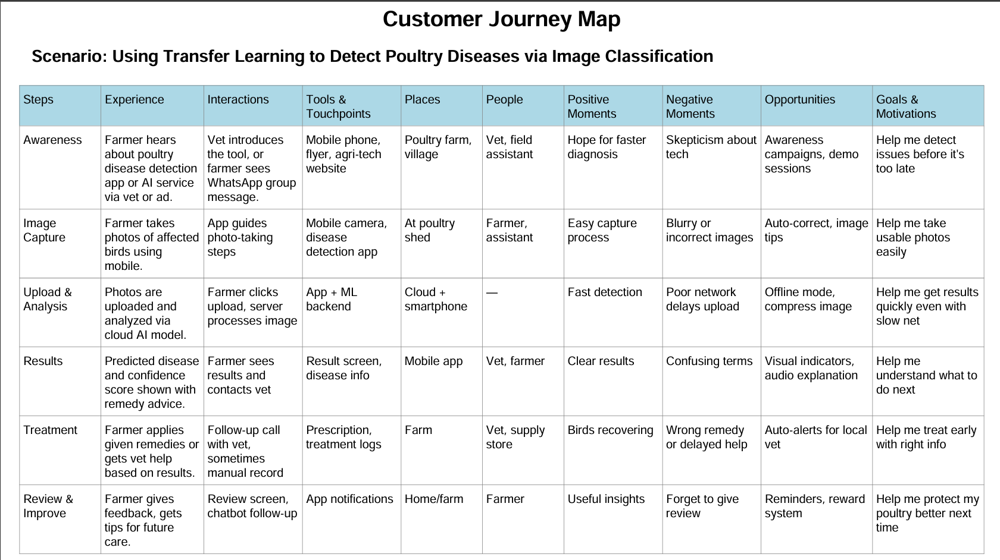 Customer Journey Map
Scenario: Using Transfer Learning to Detect Poultry Diseases via Image Classification
Steps
Experience
Interactions
Tools &
Touchpoints
Places
People
Positive
Moments
Negative
Moments
Opportunities
Goals &
Motivations
Awareness
Farmer hears
about poultry
disease detection
app or AI service
via vet or ad.
Vet introduces
the tool, or
farmer sees
WhatsApp group
message.
Mobile phone,
flyer, agri-tech
website
Poultry farm,
village
Vet, field
assistant
Hope for faster
diagnosis
Skepticism about
tech
Awareness
campaigns, demo
sessions
Help me detect
issues before it's
too late
Image
Capture
Farmer takes
photos of affected
birds using
mobile.
App guides
photo-taking
steps
Mobile camera,
disease
detection app
At poultry
shed
Farmer,
assistant
Easy capture
process
Blurry or
incorrect images
Auto-correct, image
tips
Help me take
usable photos
easily
Upload &
Analysis
Photos are
uploaded and
analyzed via
cloud AI model.
Farmer clicks
upload, server
processes image
App + ML
backend
Cloud +
smartphone
—
Fast detection
Poor network
delays upload
Offline mode,
compress image
Help me get results
quickly even with
slow net
Results
Predicted disease
and confidence
score shown with
remedy advice.
Farmer sees
results and
contacts vet
Result screen,
disease info
Mobile app
Vet, farmer
Clear results
Confusing terms
Visual indicators,
audio explanation
Help me
understand what to
do next
Treatment
Farmer applies
given remedies or
gets vet help
based on results.
Follow-up call
with vet,
sometimes
manual record
Prescription,
treatment logs
Farm
Vet, supply
store
Birds recovering
Wrong remedy
or delayed help
Auto-alerts for local
vet
Help me treat early
with right info
Review &
Improve
Farmer gives
feedback, gets
tips for future
care.
Review screen,
chatbot follow-up
App notifications
Home/farm
Farmer
Useful insights
Forget to give
review
Reminders, reward
system
Help me protect my
poultry better next
time